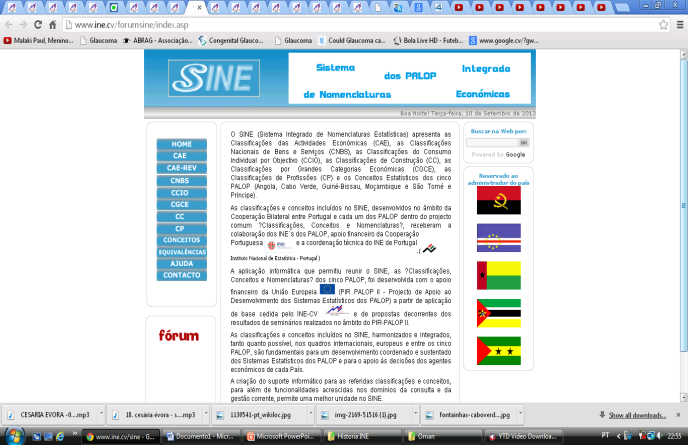 www.ine.cv/forumsine/index.asp
Malaki Paul, Menino... Glaucoma ABRAG - Associação... Congenital Glauco... Glaucoma Could Glaucoma ca... Bola Live HD - Futeb... www.google.cv/?gw...
SINE
Sistema dos PALOP Integrado
de Nomenclaturas Económicas
Boa Noite! Terça-feira, 10 de Setembro de 2013
HOME
CAE
CAE-REV
CNBS
CCIO
CGCE
CC
CP
CONCEITOS
EQUIVALÊNCIAS
AJUDA
CONTACTO
fórum
O SINE (Sistema Integrado de Nomenclaturas Estatísticas) apresenta as
Classificações das Actividades Económicas (CAE), as Classificações
Nacionais de Bens e Serviços (CNBS), as Classificações do Consumo
Individual por Objectivo (CCIO), as Classificações de Construção (CC), as
Classificações por Grandes Categorias Económicas (CGCE), as
Classificações de Profissões (CP) e os Conceitos Estatísticos dos cinco
PALOP (Angola, Cabo Verde, Guiné-Bissau, Moçambique e São Tomé e
Príncipe).
As classificações e conceitos incluídos no SINE, desenvolvidos no âmbito da
Cooperação Bilateral entre Portugal e cada um dos PALOP dentro do projecto
comum ?Classificações, Conceitos e Nomenclaturas?, receberam a
colaboração dos INE´s dos PALOP, apoio financeiro da Cooperação
Portuguesa e a coordenação técnica do INE de Portugal .(
Instituto Nacional de Estatística - Portugal )
A aplicação informática que permitiu reunir o SINE, as ?Classificações,
Conceitos e Nomenclaturas? dos cinco PALOP, foi desenvolvida com o apoio
financeiro da União Europeia (PIR PALOP II - Projecto de Apoio ao
Desenvolvimento dos Sistemas Estatísticos dos PALOP) a partir de aplicação
de base cedida pelo INE-CV e de propostas decorrentes dos
resultados de seminários realizados no âmbito do PIR-PALOP II.
As classificações e conceitos incluídos no SINE, harmonizados e integrados,
tanto quanto possível, nos quadros internacionais, europeus e entre os cinco
PALOP, são fundamentais para um desenvolvimento coordenado e sustentado
dos Sistemas Estatísticos dos PALOP e para o apoio às decisões dos agentes
económicos de cada País.
A criação do suporte informático para as referidas classificações e conceitos,
para além de funcionalidades acrescidas nos domínios da consulta e da
gestão corrente, permite uma melhor unidade no SINE.
Buscar na Web por:
OK
Powered by Google
Reservado ao
administrador do país
CESARIA EVORA -0....mp3 18. cesaria evora - s....mp3 1130541-pt_wikiloc.jpg img-2169-51516 (1).jpg fontainhas-caboverd....jpg Show all downloads...
www.ine.cv/sine - G... Documento1 - Micros... Microsoft PowerPoi... Historia INE Oman VTD Video Downloa... PT 22:55